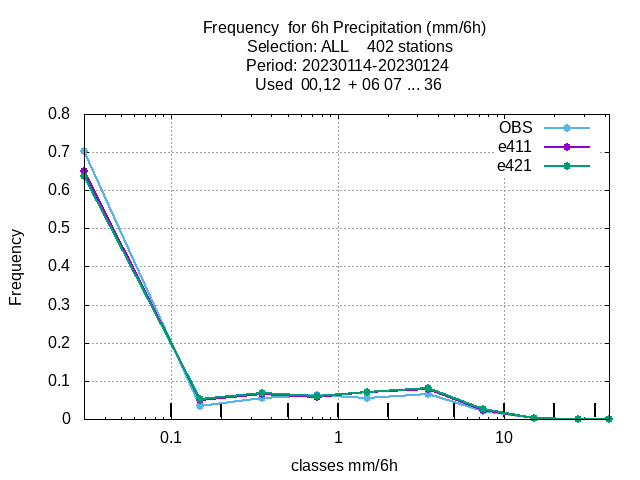 Frequency  for 6h Precipitation (mm/6h)
Selection: ALL    402 stations
Period: 20230114-20230124
Used  00,12  + 06 07 ... 36
OBS
e411
e421
0.8
0.7
0.6
0.5
0.4
0.3
0.2
0.1
0
Frequency
0.1 1 10
classes mm/6h